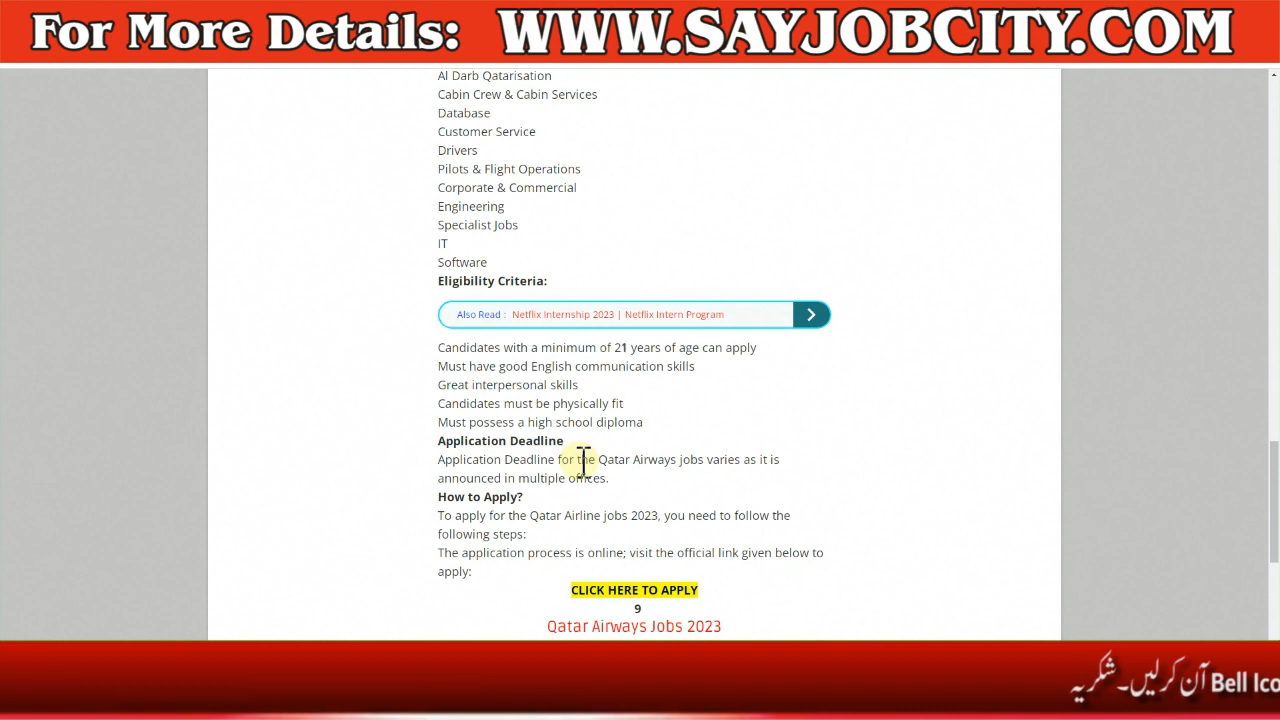 For More Details: WWW.SAYJOBCITY.COM
Al Darb Qatarisation
Cabin Crew & Cabin Services
Database
Customer Service
Drivers
Pilots & Flight Operations
Corporate & Commercial
Engineering
Specialist Jobs
IT
Software
Eligibility Criteria:
Also Read : Netflix Internship 2023 | Netflix Intern Program
Candidates with a minimum of 21 years of age can apply
Must have good English communication skills
Great interpersonal skills
Candidates must be physically fit
Must possess a high school diploma
Application Deadline
Application Deadline for the Qatar Airways jobs varies as it is
announced in multiple offices.
How to Apply?
To apply for the Qatar Airline jobs 2023, you need to follow the
following steps:
The application process is online; visit the official link given below to
apply:
CLICK HERE TO APPLY
9
Qatar Airways Jobs 2023
Bell Ico آن کرلیں۔شکریہ